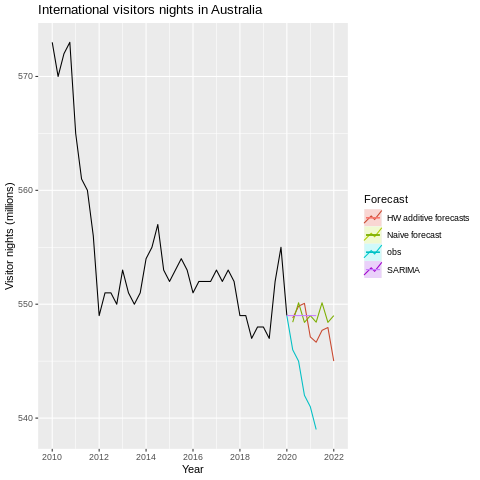 International visitors nights in Australia
Visitor nights (millions)
570
560
550
540
2010
2012
2014
2016
2018
2020
2022
Year
Forecast
HW additive forecasts
Naive forecast
obs
SARIMA